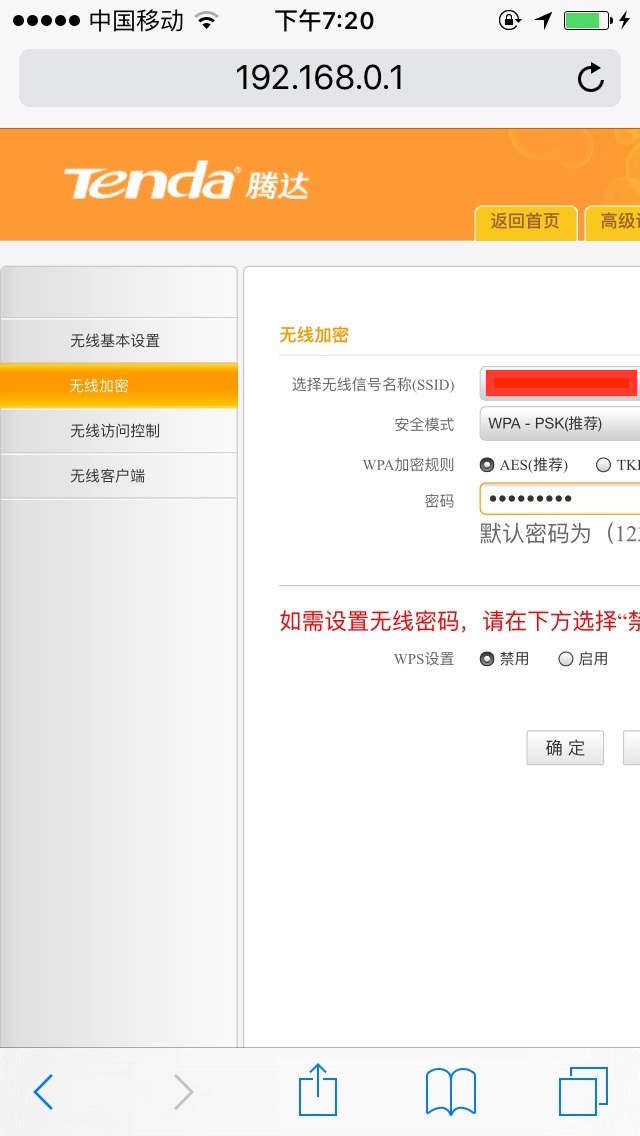 中国移动 下午7:20
192.168.0.1
Tenda® 腾达
返回首页 高级
无线基本设置
无线加密
无线访问控制
无线客户端
无线加密
选择无线信号名称(SSID)
安全模式 WPA - PSK(推荐)
WPA加密规则 AES(推荐) TKI
密码 •••••••••
默认密码为（12
如需设置无线密码，请在下方选择“禁
WPS设置 禁用 启用
确 定